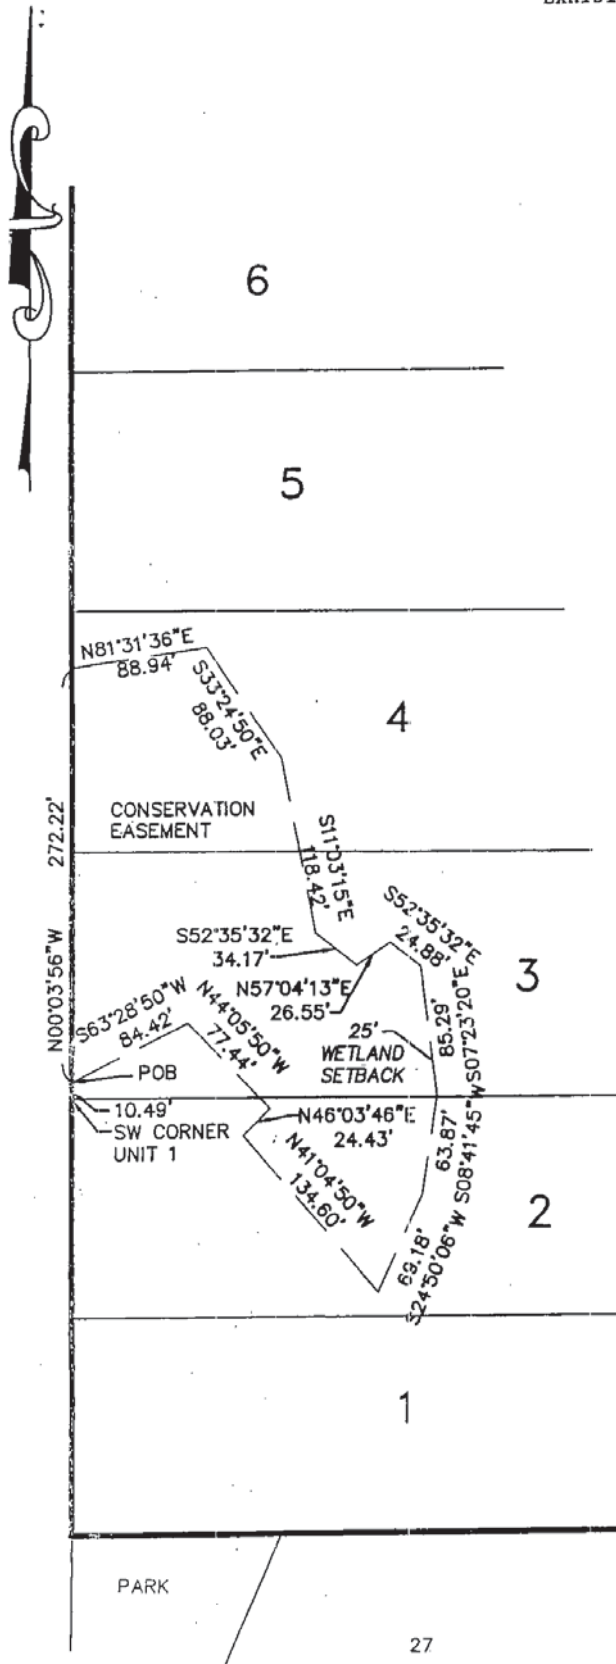 6
5
N81°31'36"E
88.94'
S33°24'50"E
88.03'
4
272.22'
N00°03'56"W
CONSERVATION
EASEMENT
S11°03'15"E
118.42'
S52°35'32"E
34.17'
S52°35'32"E
24.88'
3
N57°04'13"E
26.55'
S63°28'50"W
84.42'
N44°05'50"W
77.44'
25'
WETLAND
SETBACK
85.29'
S07°23'20"E
POB
10.49'
SW CORNER
UNIT 1
N46°03'46"E
24.43'
N41°04'50"W
134.60'
63.87'
S08°41'45"W
2
69.18'
S24°50'06"W
1
PARK
27